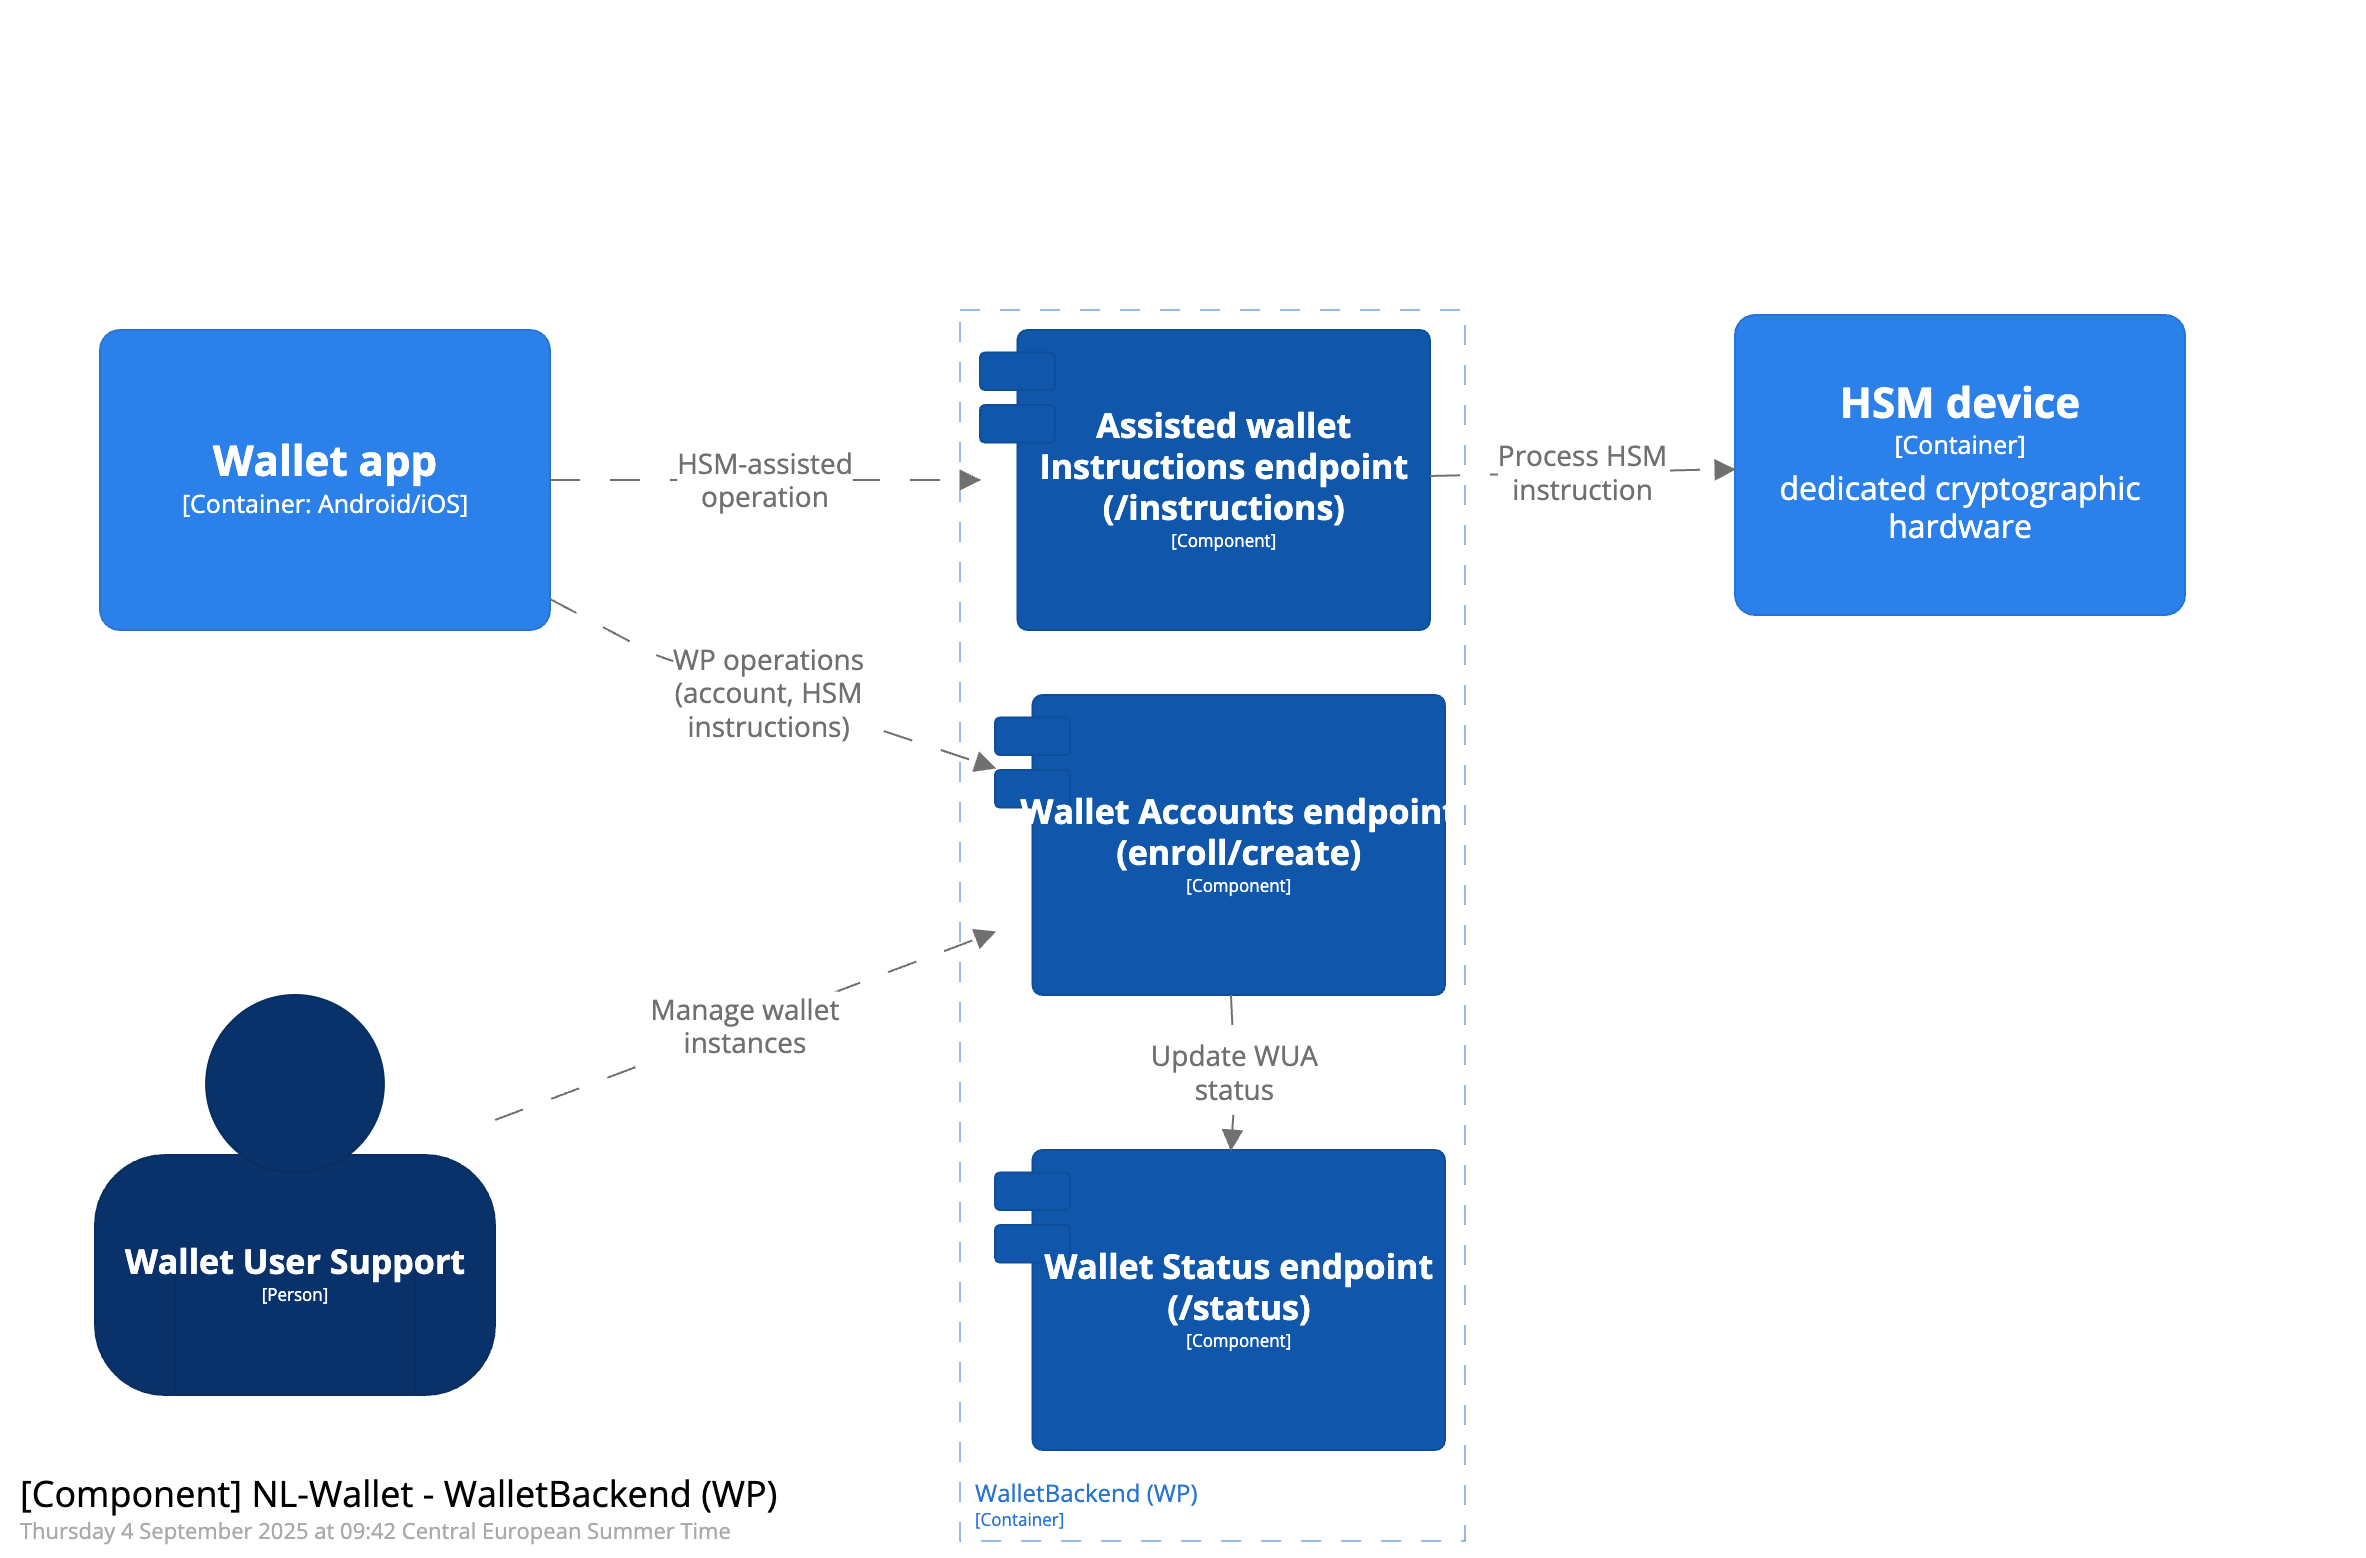 Wallet app
[Container: Android/iOS]
HSM-assisted
operation
Assisted wallet
Instructions endpoint
(/instructions)
[Component]
Process HSM
instruction
HSM device
[Container]
dedicated cryptographic
hardware
WP operations
(account, HSM
instructions)
Wallet Accounts endpoint
(enroll/create)
[Component]
Manage wallet
instances
Update WUA
status
Wallet User Support
[Person]
Wallet Status endpoint
(/status)
[Component]
WalletBackend (WP)
[Container]
[Component] NL-Wallet - WalletBackend (WP)
Thursday 4 September 2025 at 09:42 Central European Summer Time